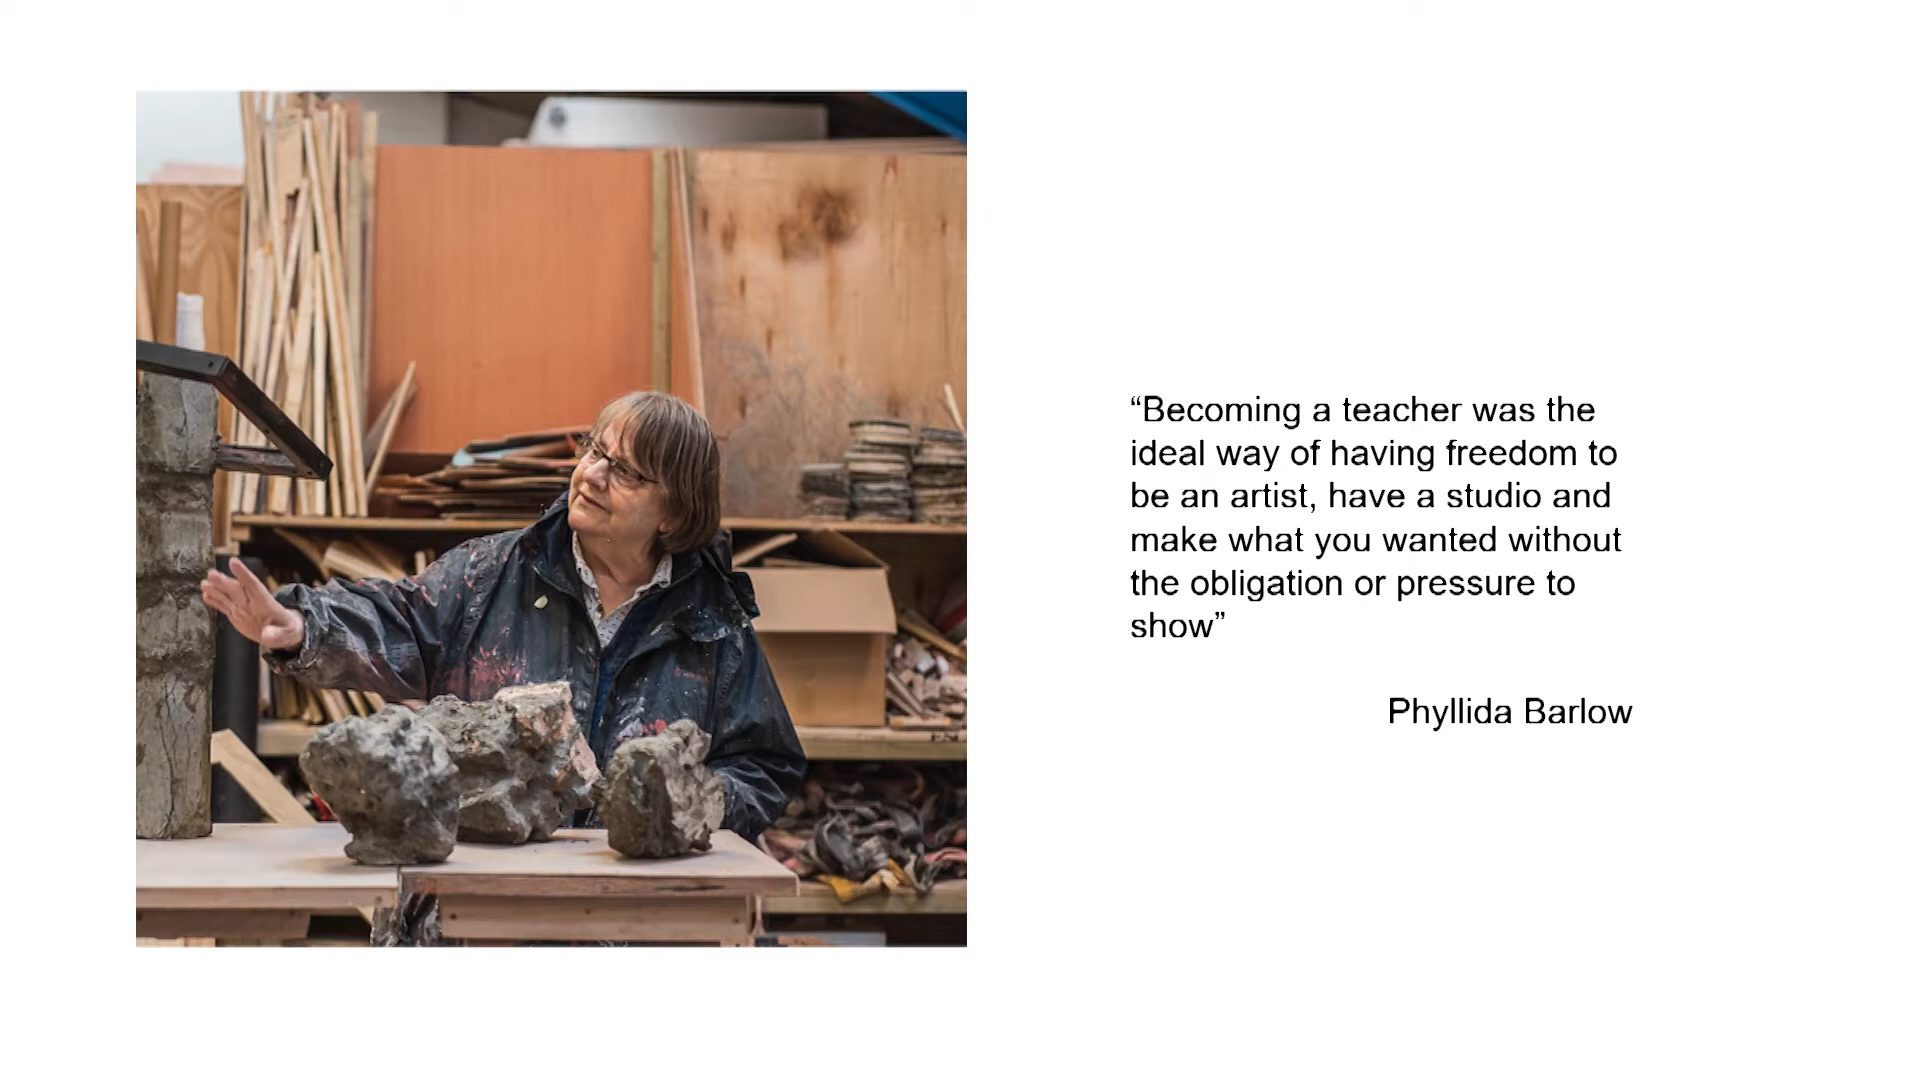 “Becoming a teacher was the
ideal way of having freedom to
be an artist, have a studio and
make what you wanted without
the obligation or pressure to
show”
Phyllida Barlow